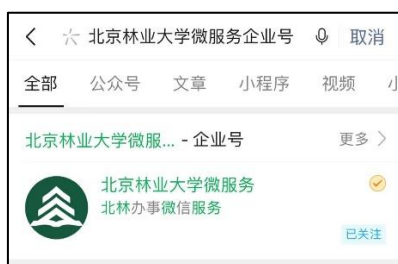 北京林业大学微服务企业号 取消
全部 公众号 文章 小程序 视频
北京林业大学微服... - 企业号 更多
北京林业大学微服务
北林办事微信服务
已关注